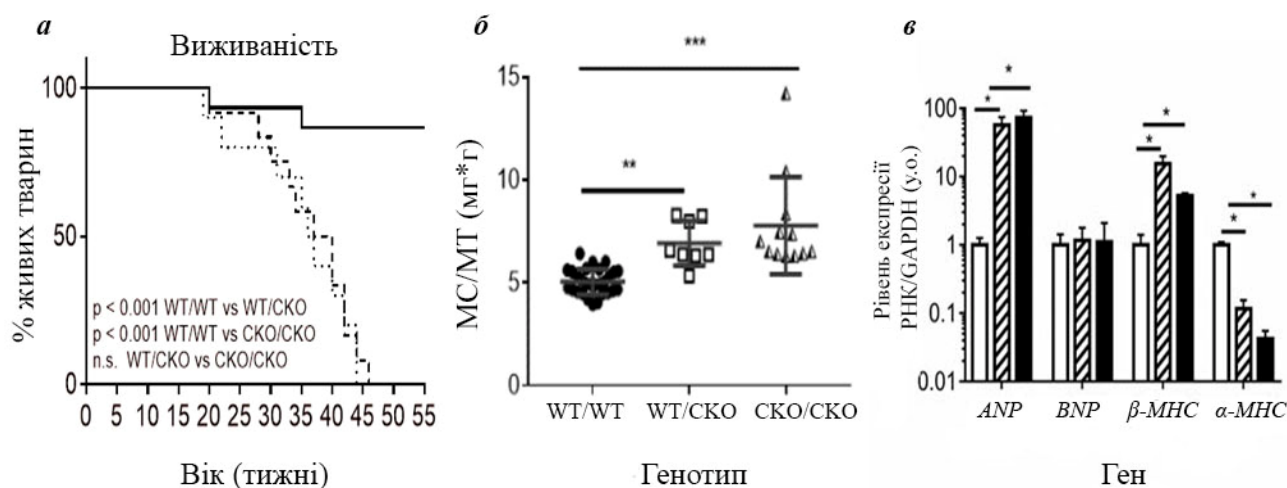 а
Виживаність
% живих тварин
100
50
0
p < 0.001 WT/WT vs WT/CKO
p < 0.001 WT/WT vs CKO/CKO
n.s. WT/CKO vs CKO/CKO
0 5 10 15 20 25 30 35 40 45 50 55
Вік (тижні)
б
МС/МТ (мг*г)
***
**
15
10
5
0
WT/WT WT/CKO CKO/CKO
Генотип
в
Рівень експресії
РНК/GAPDH (у.о.)
* * * * * *
100
10
1
0.1
0.01
ANP BNP β-MHC α-MHC
Ген